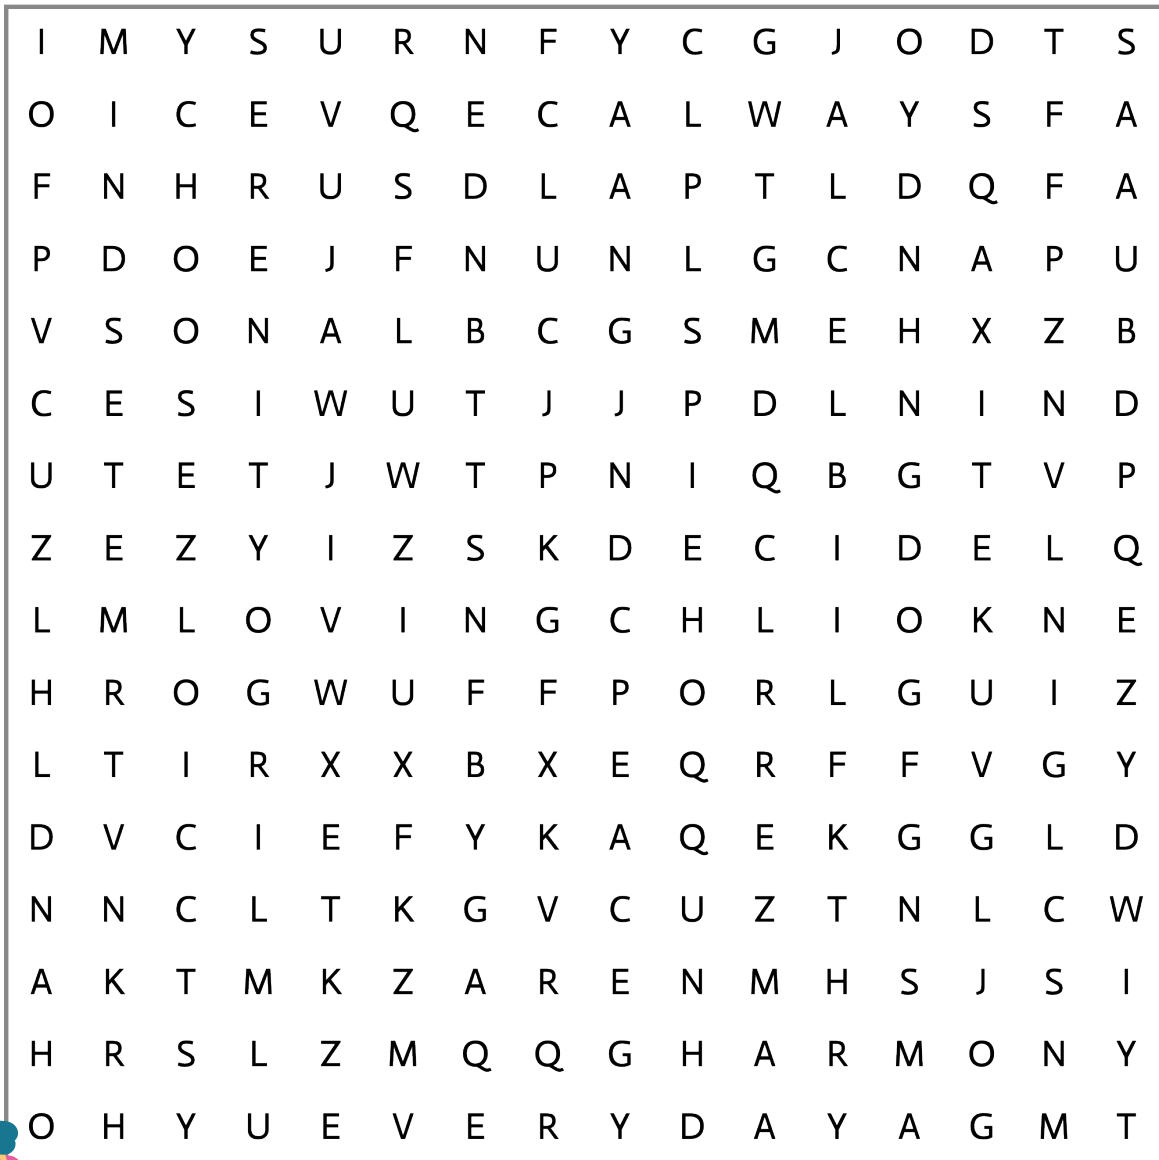 I M Y S U R N F Y C G J O D T S
O I C E V Q E C A L W A Y S F A
F N H R U S D L A P T L D Q F A
P D O E J F N U N L G C N A P U
V S O N A L B C G S M E H X Z B
C E S I W U T J J P D L N I N D
U T E T J W T P N I Q B G T V P
Z E Z Y I Z S K D E C I D E L Q
L M L O V I N G C H L I O K N E
H R O G W U F F P O R L G U I Z
L T I R X X B X E Q R F F V G Y
D V C I E F Y K A Q E K G G L D
N N C L T K G V C U Z T N L C W
A K T M K Z A R E N M H S J S I
H R S L Z M Q Q G H A R M O N Y
O H Y U E V E R Y D A Y A G M T